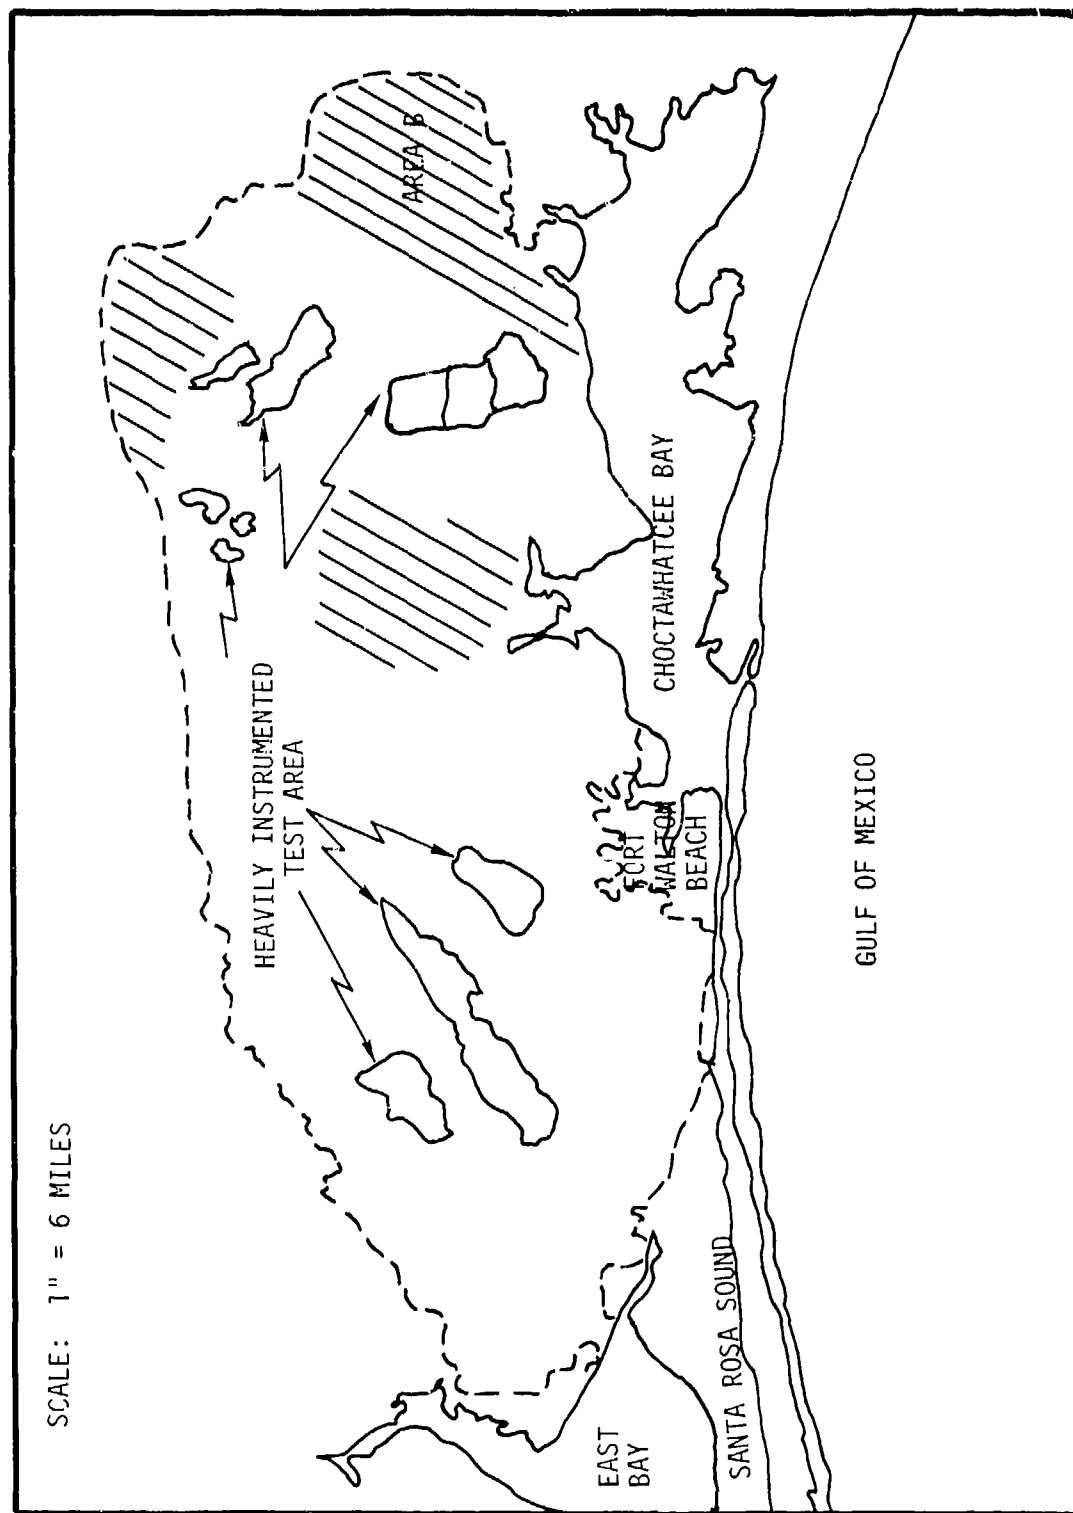 SCALE: 1" = 6 MILES
AREA B
HEAVILY INSTRUMENTED
TEST AREA
CHOCTAWHATCEE BAY
FORT
WALTON
BEACH
GULF OF MEXICO
EAST
BAY
SANTA ROSA SOUND